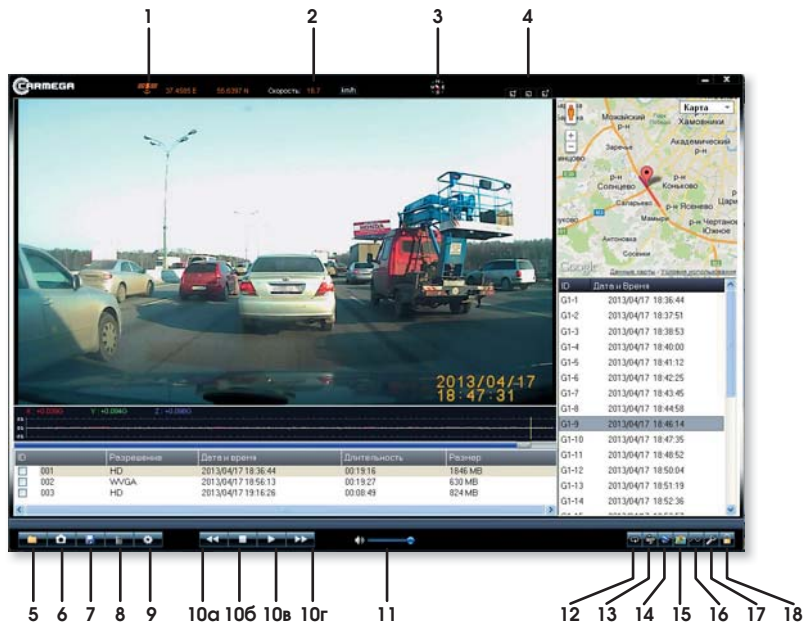 1 2 3 4
CARMEGA 37.4585 E 55.6397 N Скорость: 18.7 km/h
Карта
Можайский р-н
Хамовники
Заречье
Академический р-н
р-н Солнцево
р-н Коньково
Саларьево
р-н Ясенево
Мамыри
р-н Чертаново Южное
Антоновка
Сосенки
Google
Данные карты - Условия использования
HONDA
2013/04/17
18:47:31
ID Дата и Время
G1-1 2013/04/17 18:36:44
G1-2 2013/04/17 18:37:51
G1-3 2013/04/17 18:38:53
G1-4 2013/04/17 18:40:00
G1-5 2013/04/17 18:41:12
G1-6 2013/04/17 18:42:25
G1-7 2013/04/17 18:43:45
G1-8 2013/04/17 18:44:58
G1-9 2013/04/17 18:46:14
G1-10 2013/04/17 18:47:35
G1-11 2013/04/17 18:48:52
G1-12 2013/04/17 18:50:04
G1-13 2013/04/17 18:51:19
G1-14 2013/04/17 18:52:36
ID Разрешение Дата и время Длительность Размер
001 HD 2013/04/17 18:36:44 00:19:16 1846 MB
002 WVGA 2013/04/17 18:56:13 00:19:27 630 MB
003 HD 2013/04/17 19:16:26 00:08:49 824 MB
5 6 7 8 9 10а 10б 10в 10г 11 12 13 14 15 16 17 18